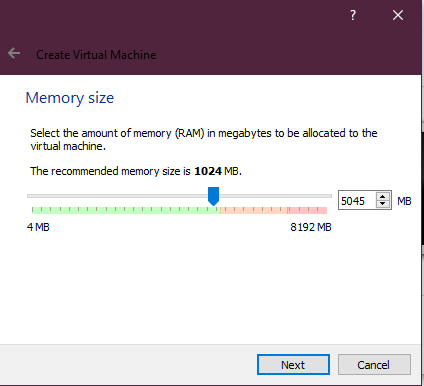 ?
Create Virtual Machine
Memory size
Select the amount of memory (RAM) in megabytes to be allocated to the
virtual machine.
The recommended memory size is 1024 MB.
5045 MB
4 MB 8192 MB
Next Cancel